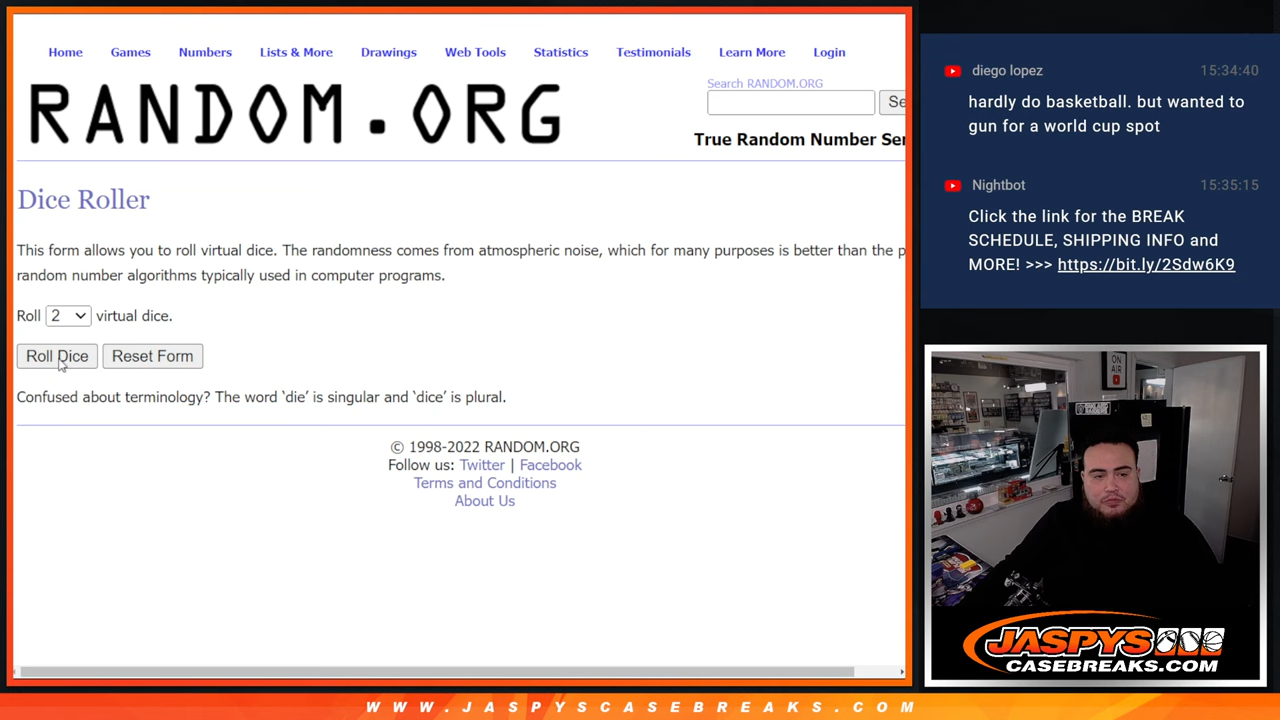 Home Games Numbers Lists & More Drawings Web Tools Statistics Testimonials Learn More Login
RANDOM.ORG
Search RANDOM.ORG
Se
True Random Number Ser
Dice Roller
This form allows you to roll virtual dice. The randomness comes from atmospheric noise, which for many purposes is better than the p
random number algorithms typically used in computer programs.
Roll 2 virtual dice.
Roll Dice Reset Form
Confused about terminology? The word ‘die’ is singular and ‘dice’ is plural.
© 1998-2022 RANDOM.ORG
Follow us: Twitter | Facebook
Terms and Conditions
About Us
diego lopez 15:34:40
hardly do basketball. but wanted to
gun for a world cup spot
Nightbot 15:35:15
Click the link for the BREAK
SCHEDULE, SHIPPING INFO and
MORE! >>> https://bit.ly/2Sdw6K9
ON
AIR
JASPYS
CASEBREAKS.COM
WWW.JASPYSCASEBREAKS.COM